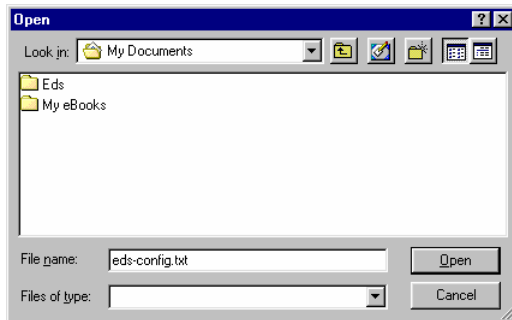 Open
Look in: My Documents
Eds
My eBooks
File name: eds-config.txt Open
Files of type: Cancel